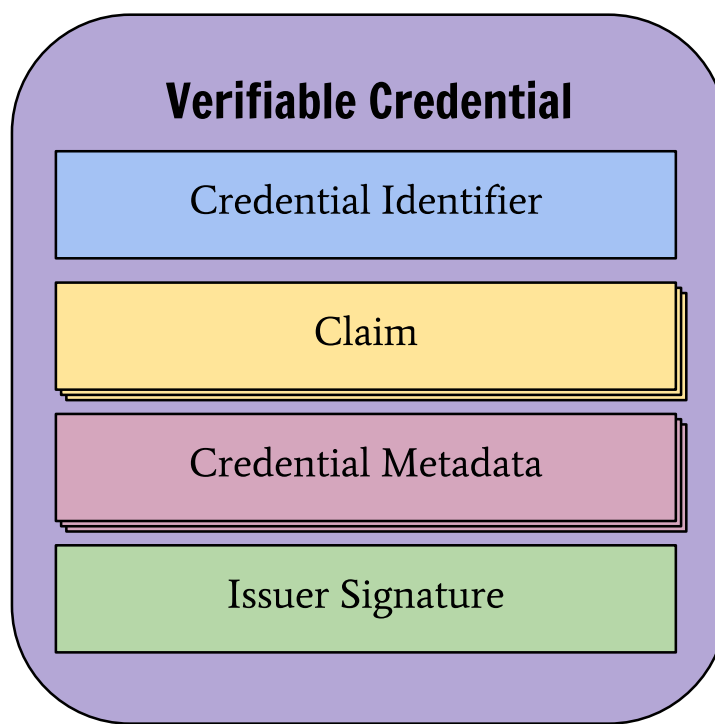 Verifiable Credential
Credential Identifier
Claim
Credential Metadata
Issuer Signature